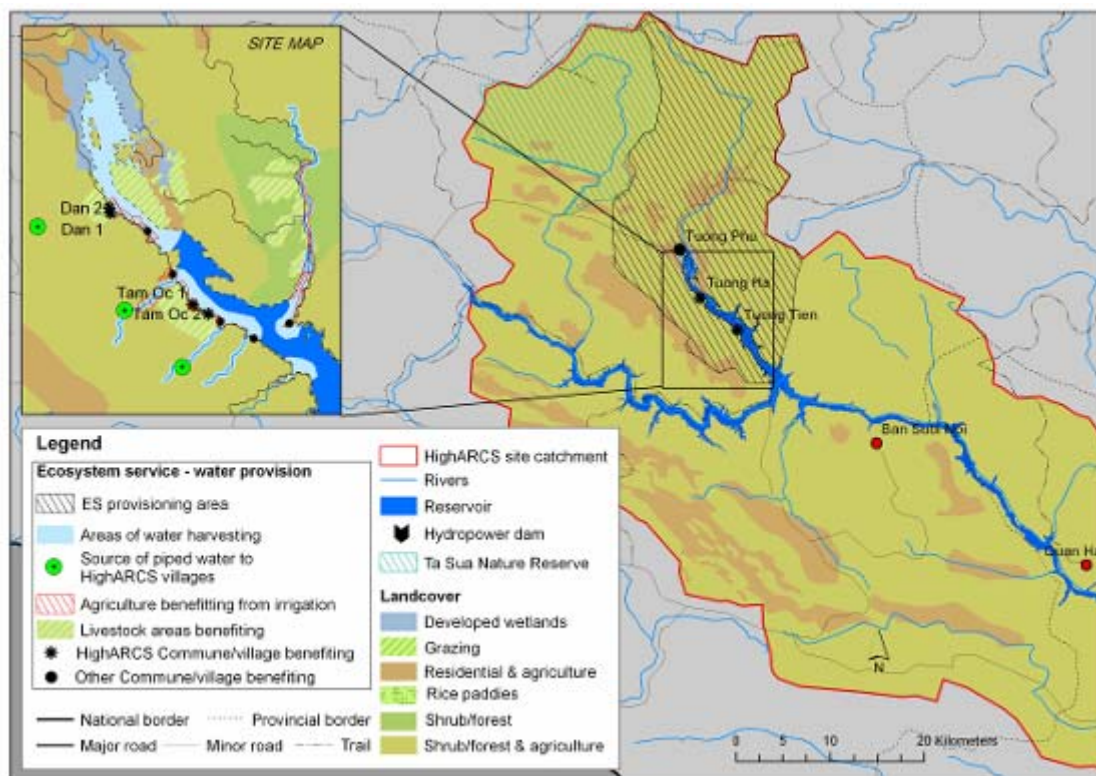 SITE MAP
Dan 2
Dan 1
Tam Oc 1
Tam Oc 2
Tuong Phu
Tuong Ha
Tuong Tien
Ban Suoi Noi
Quan Ha
Legend
Ecosystem service - water provision
ES provisioning area
Areas of water harvesting
Source of piped water to
HighARCS villages
Agriculture benefitting from irrigation
Livestock areas benefiting
HighARCS Commune/village benefiting
Other Commune/village benefiting
National border
Provincial border
Major road
Minor road
Trail
HighARCS site catchment
Rivers
Reservoir
Hydropower dam
Ta Sua Nature Reserve
Landcover
Developed wetlands
Grazing
Residential & agriculture
Rice paddies
Shrub/forest
Shrub/forest & agriculture
N
0 5 10 20 Kilometers